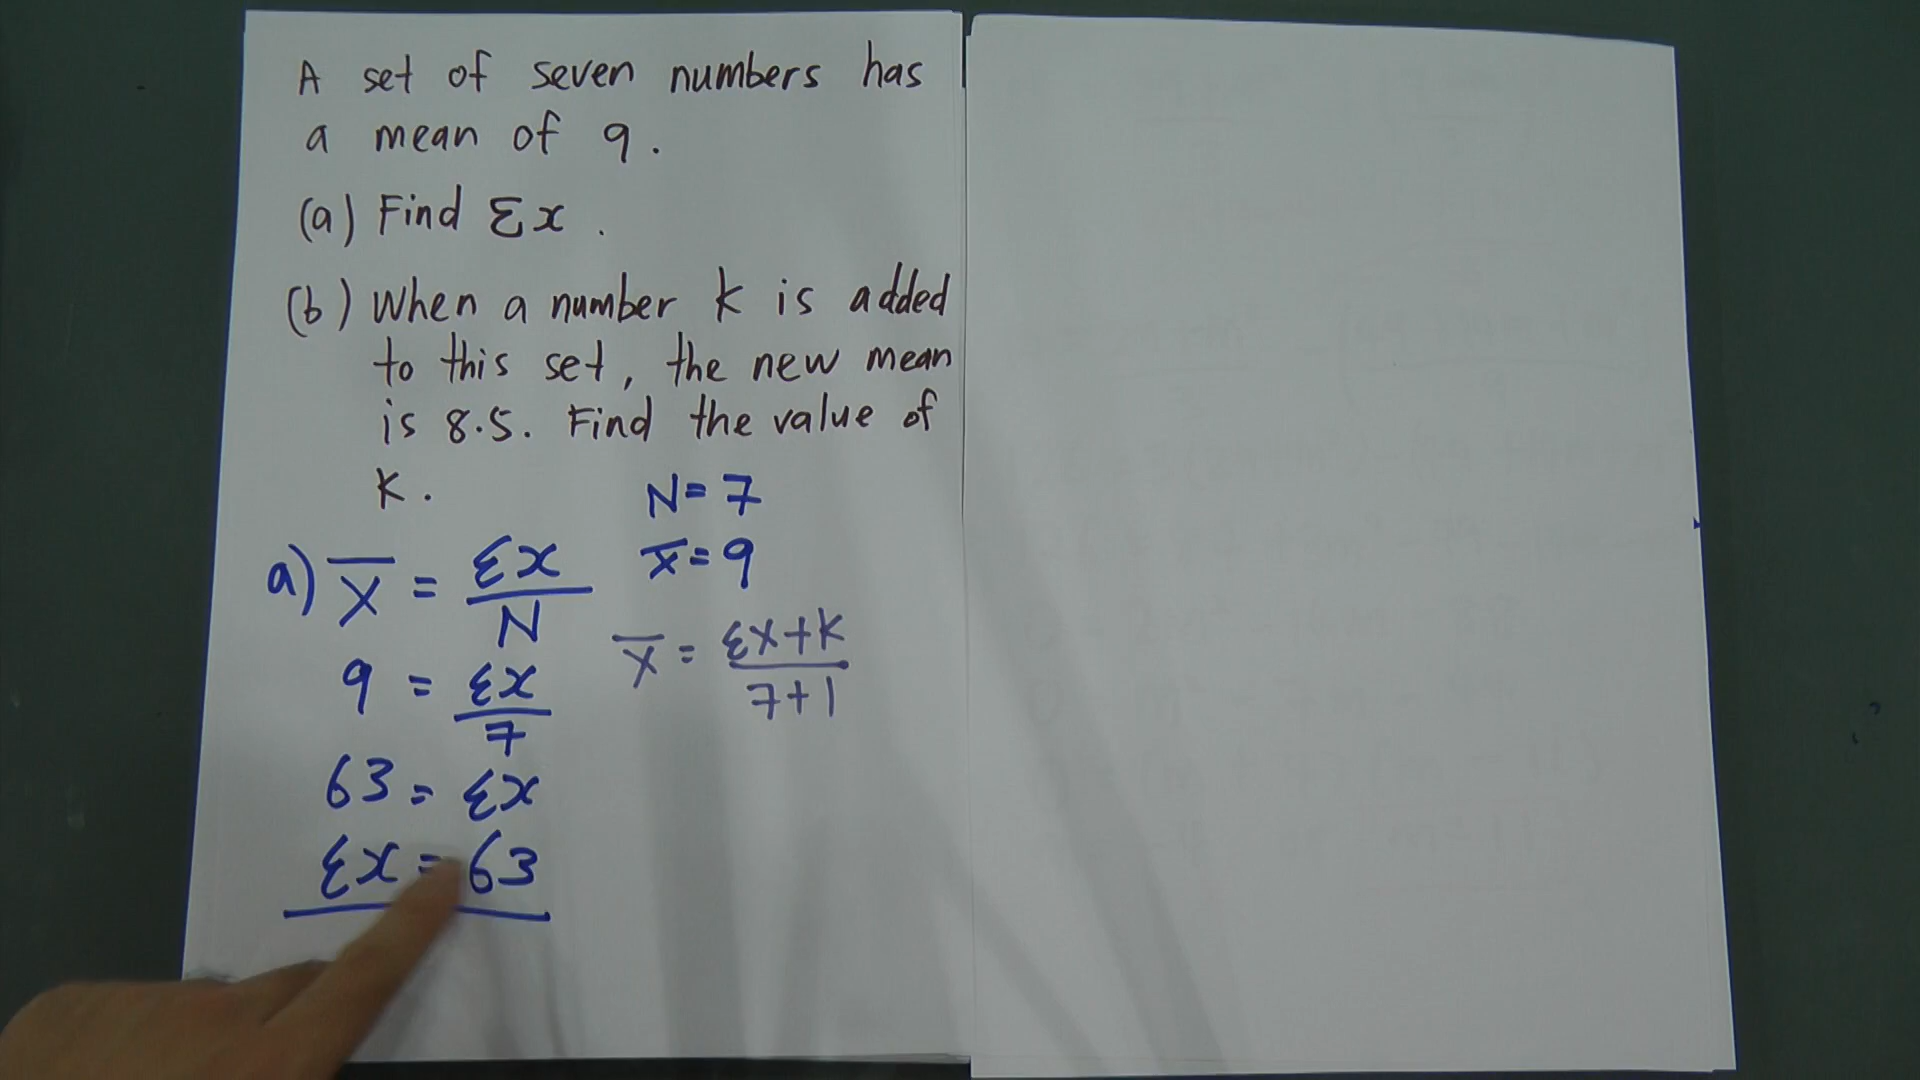 A set of seven numbers has
a mean of 9.
(a) Find Σx.
(b) When a number k is added
to this set, the new mean
is 8.5. Find the value of
k.
N = 7
x̄ = 9
a) x̄ = Σx / N
9 = Σx / 7
63 = Σx
Σx = 63
x̄ = Σx + k / 7 + 1